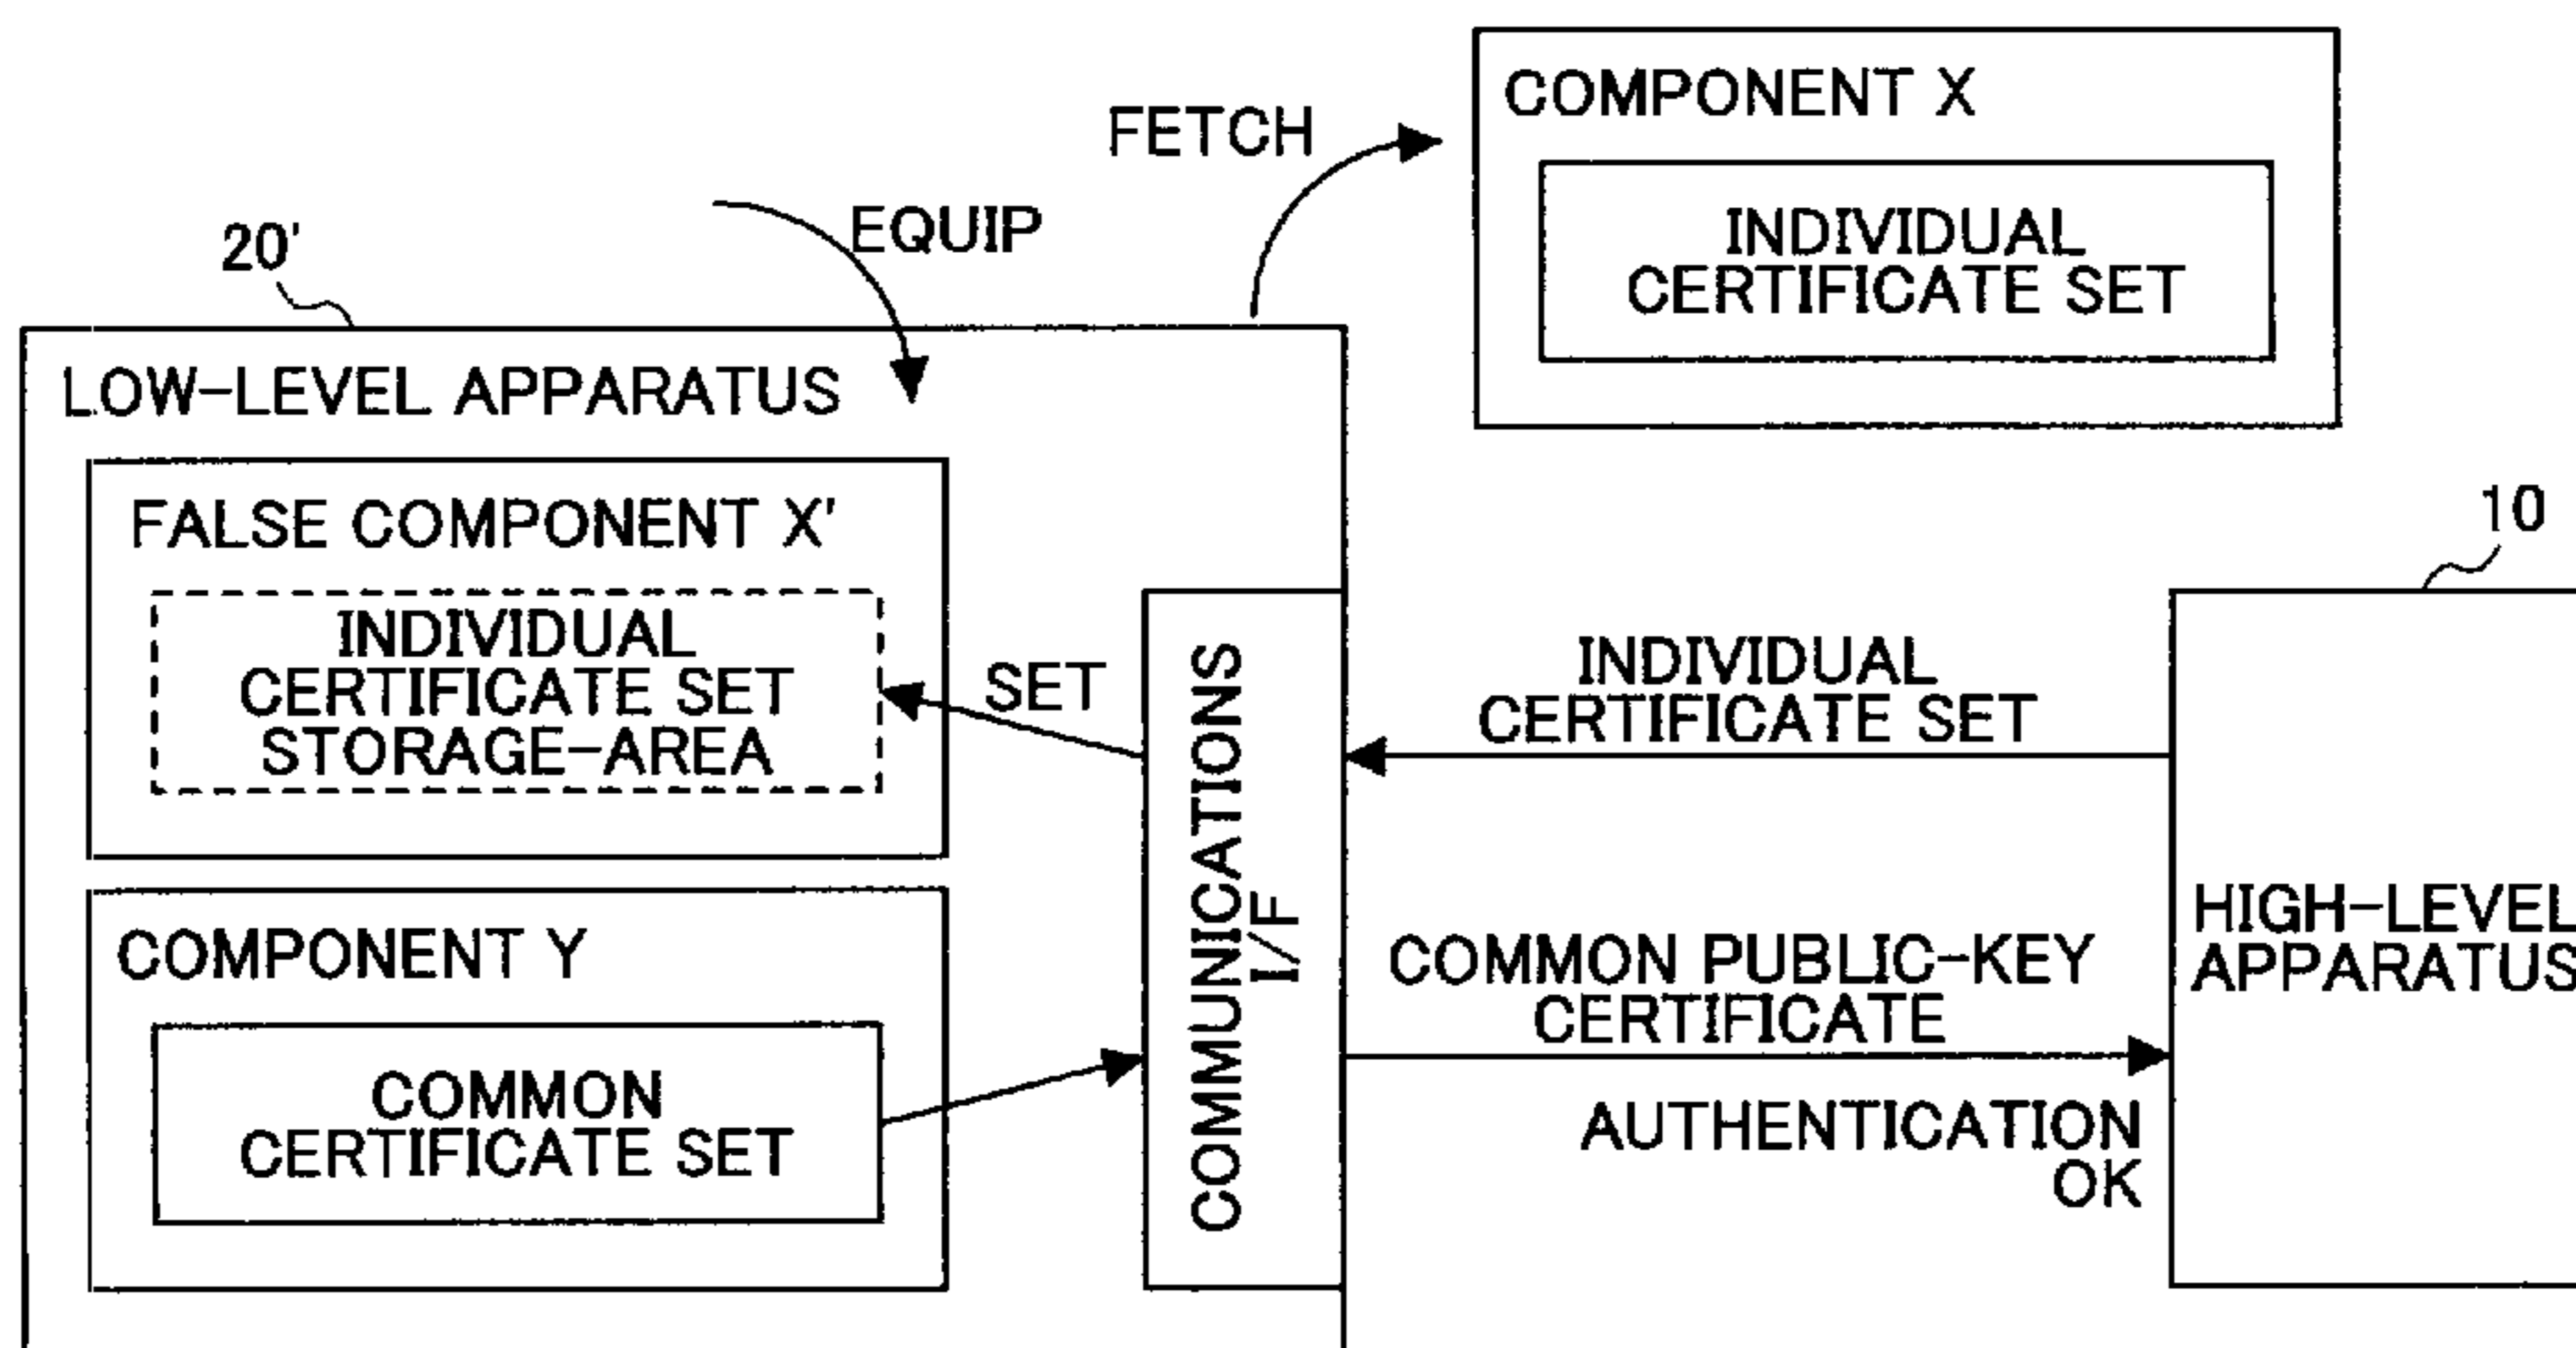 COMPONENT X
INDIVIDUAL
CERTIFICATE SET
FETCH
EQUIP
20'
LOW-LEVEL APPARATUS
FALSE COMPONENT X'
INDIVIDUAL
CERTIFICATE SET
STORAGE-AREA
SET
COMPONENT Y
COMMON
CERTIFICATE SET
COMMUNICATIONS
I/F
INDIVIDUAL
CERTIFICATE SET
COMMON PUBLIC-KEY
CERTIFICATE
AUTHENTICATION
OK
10
HIGH-LEVEL
APPARATUS